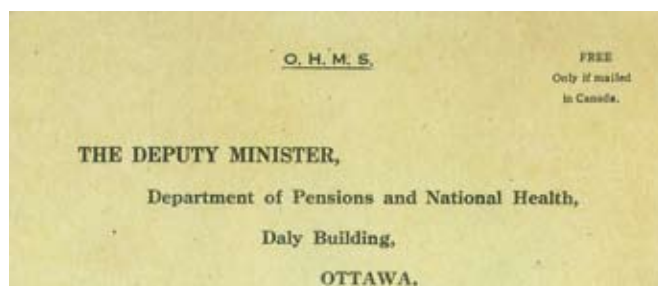 O. H. M. S.
FREE
Only if mailed
in Canada.
THE DEPUTY MINISTER,
Department of Pensions and National Health,
Daly Building,
OTTAWA.